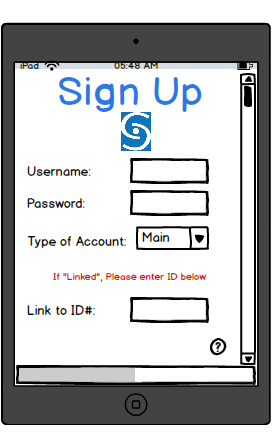 iPad 05:48 AM
Sign Up
Username:
Password:
Type of Account: Main
If "Linked", Please enter ID below
Link to ID#:
?